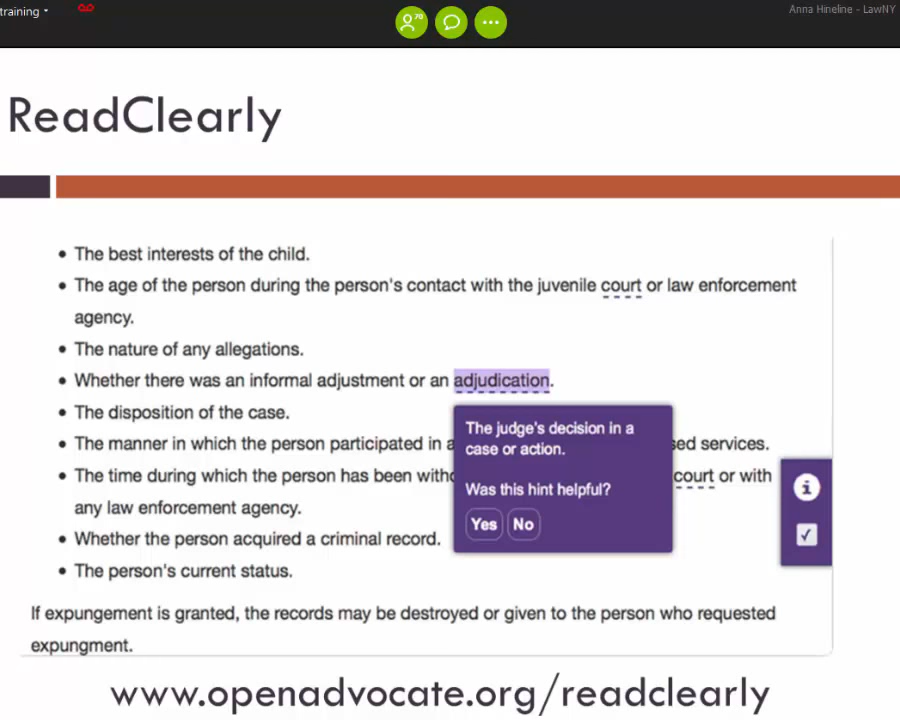 training
70
Anna Hineline - LawNY
ReadClearly
• The best interests of the child.
• The age of the person during the person's contact with the juvenile court or law enforcement
agency.
• The nature of any allegations.
• Whether there was an informal adjustment or an adjudication.
• The disposition of the case.
• The manner in which the person participated in a
sed services.
• The time during which the person has been witho
court or with
any law enforcement agency.
• Whether the person acquired a criminal record.
• The person's current status.
The judge's decision in a
case or action.
Was this hint helpful?
Yes No
If expungement is granted, the records may be destroyed or given to the person who requested
expungment.
www.openadvocate.org/readclearly